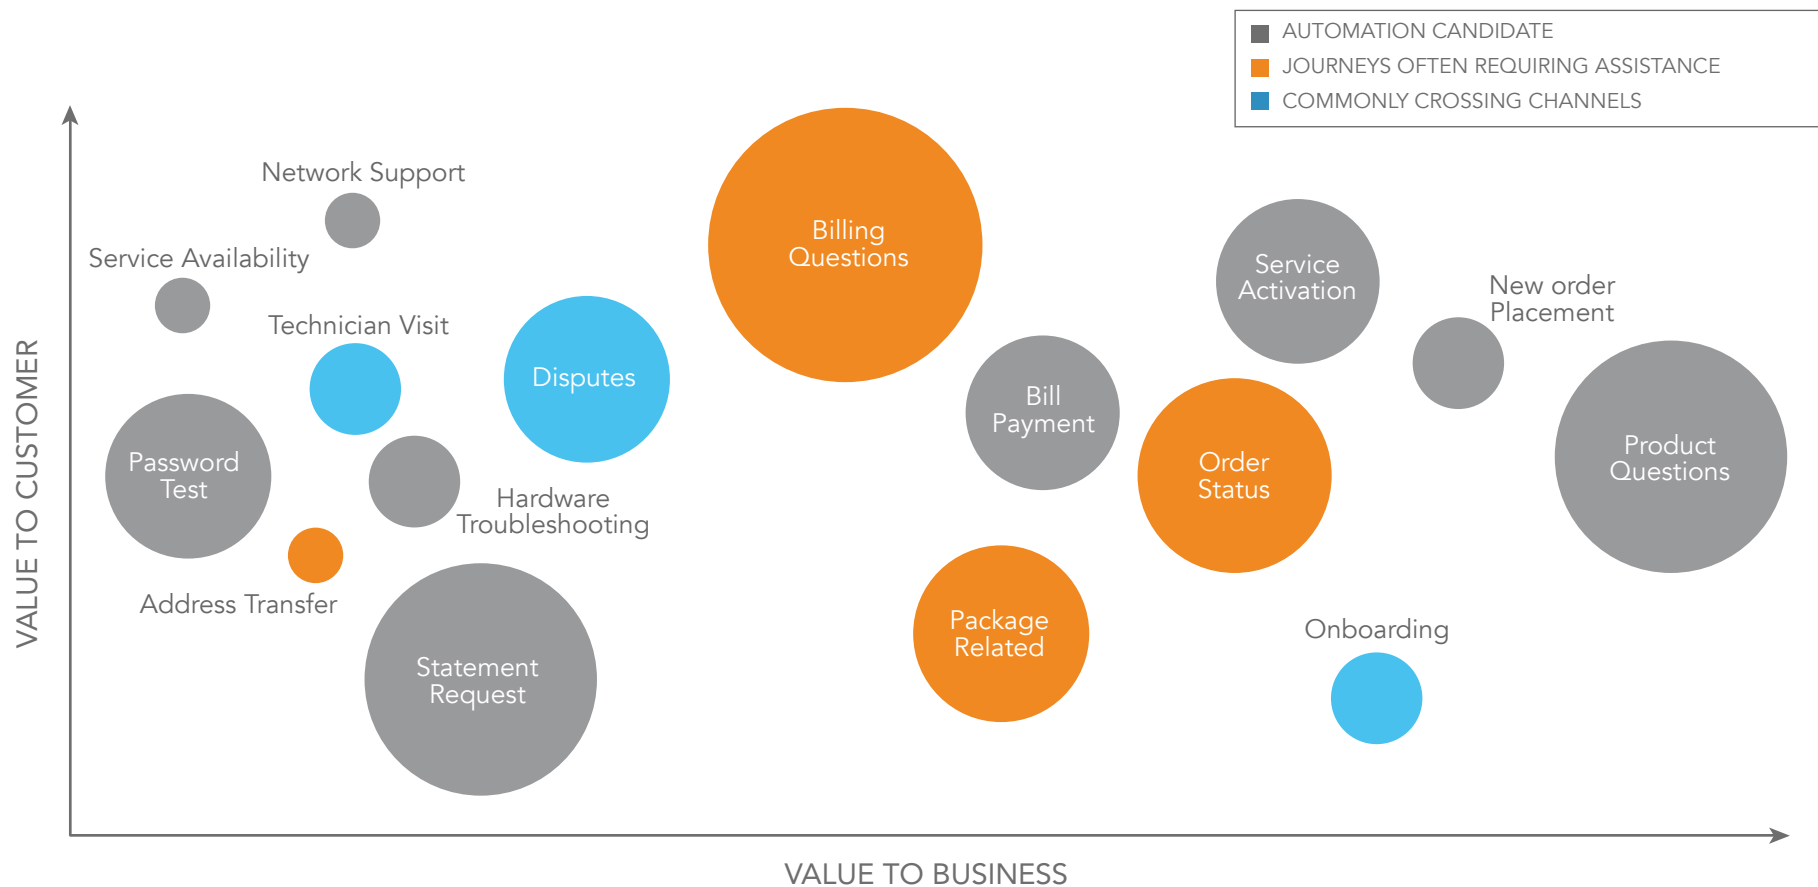 AUTOMATION CANDIDATE
JOURNEYS OFTEN REQUIRING ASSISTANCE
COMMONLY CROSSING CHANNELS
VALUE TO CUSTOMER
Network Support
Service Availability
Technician Visit
Password
Test
Hardware
Troubleshooting
Address Transfer
Disputes
Statement
Request
Billing
Questions
Bill
Payment
Package
Related
Service
Activation
Order
Status
New order
Placement
Product
Questions
Onboarding
VALUE TO BUSINESS